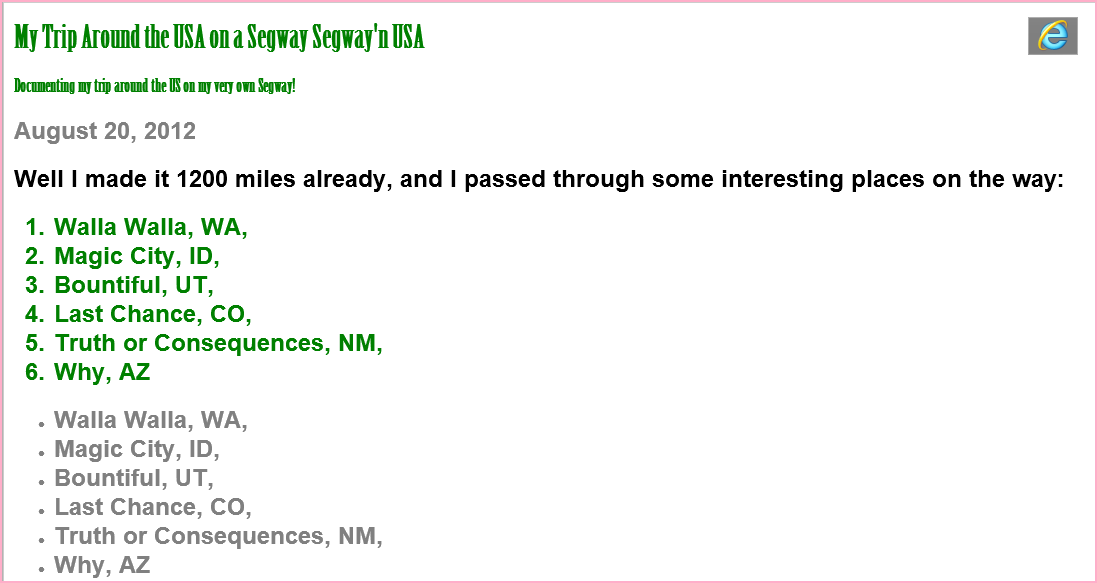 My Trip Around the USA on a Segway Segway'n USA
Documenting my trip around the US on my very own Segway!
August 20, 2012
Well I made it 1200 miles already, and I passed through some interesting places on the way:
1. Walla Walla, WA,
2. Magic City, ID,
3. Bountiful, UT,
4. Last Chance, CO,
5. Truth or Consequences, NM,
6. Why, AZ
• Walla Walla, WA,
• Magic City, ID,
• Bountiful, UT,
• Last Chance, CO,
• Truth or Consequences, NM,
• Why, AZ